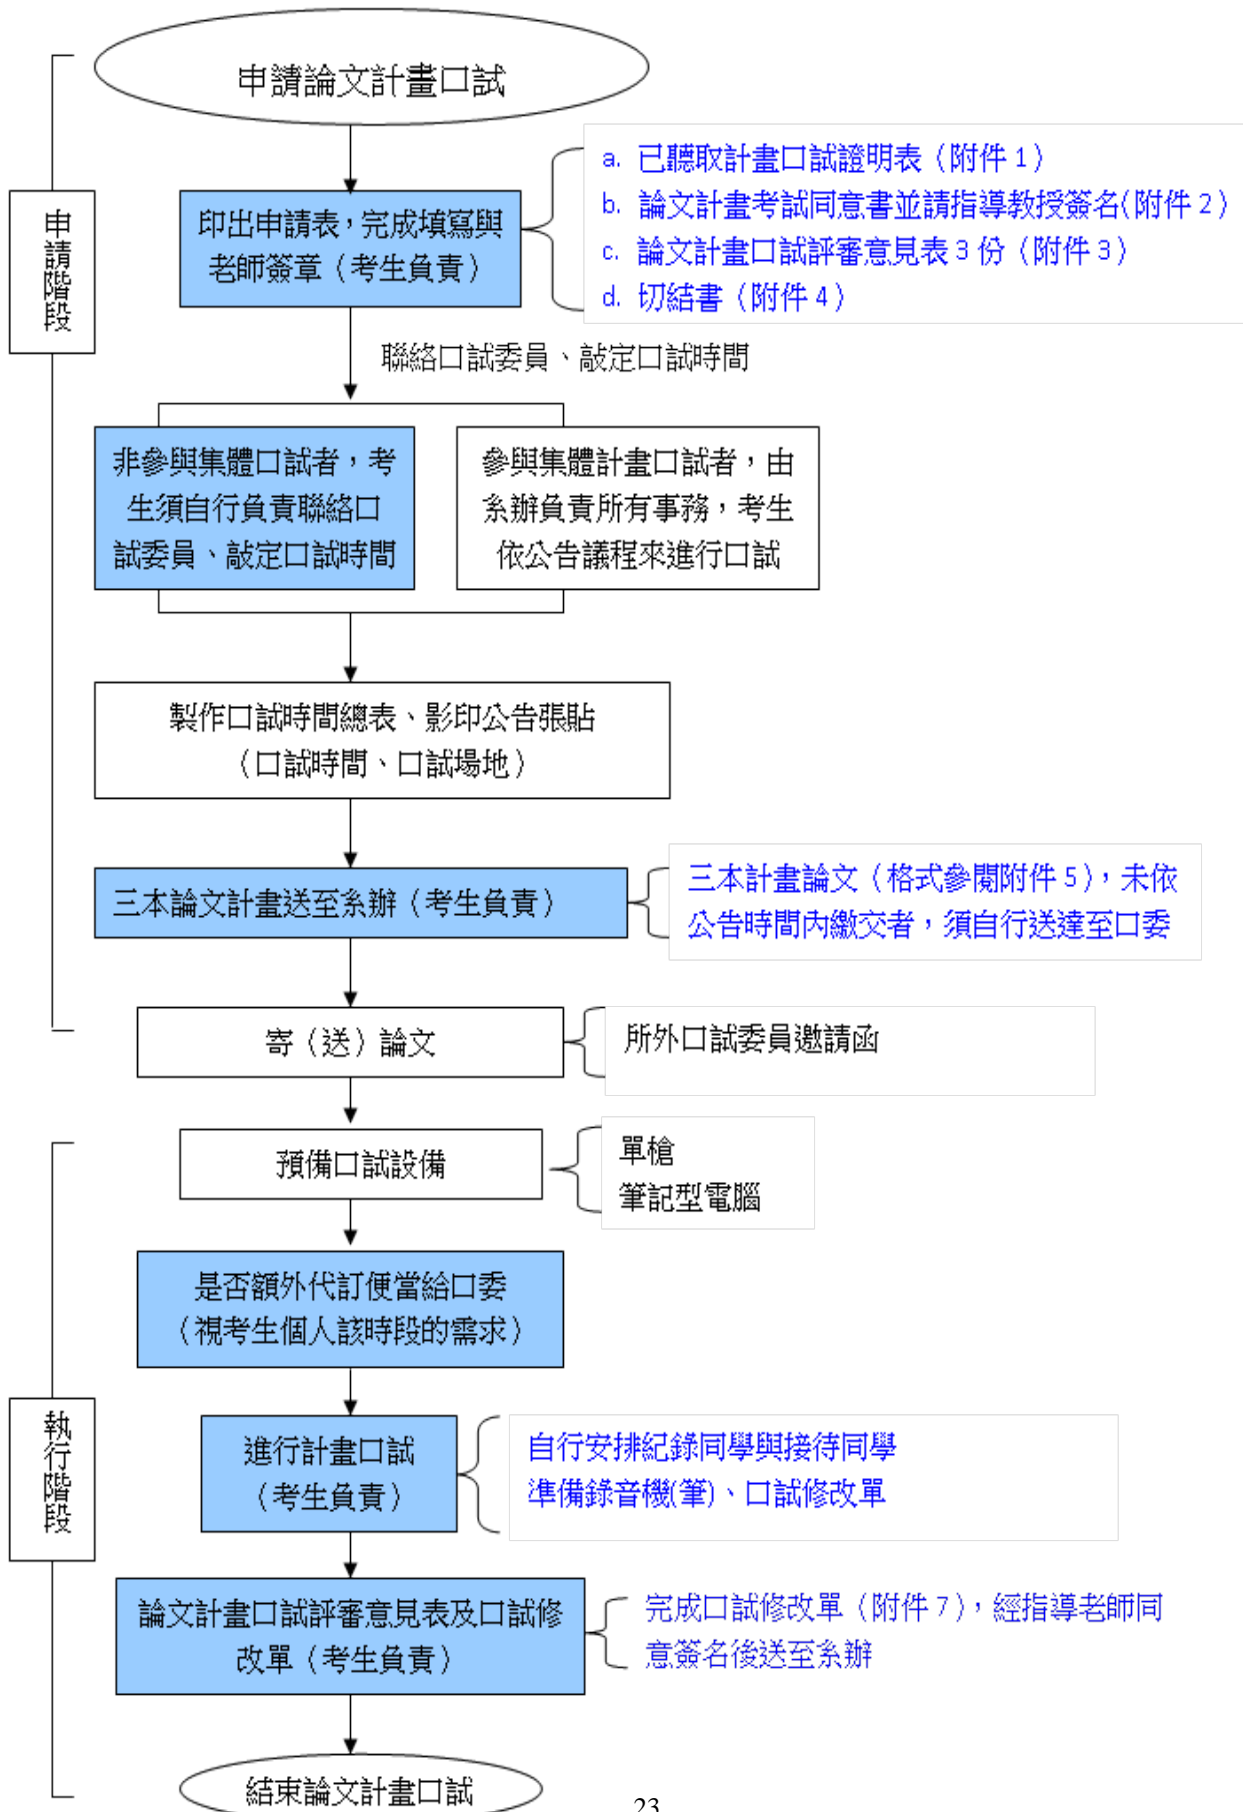 申請論文計畫口試
申請階段
印出申請表，完成填寫與
老師簽章（考生負責）
a. 已聽取計畫口試證明表（附件 1）
b. 論文計畫考試同意書並請指導教授簽名(附件 2)
c. 論文計畫口試評審意見表 3 份（附件 3）
d. 切結書（附件 4）
聯絡口試委員、敲定口試時間
非參與集體口試者，考
生須自行負責聯絡口
試委員、敲定口試時間
參與集體計畫口試者，由
系辦負責所有事務，考生
依公告議程來進行口試
製作口試時間總表、影印公告張貼
（口試時間、口試場地）
三本論文計畫送至系辦（考生負責）
三本計畫論文（格式參閱附件 5），未依
公告時間內繳交者，須自行送達至口委
寄（送）論文
所外口試委員邀請函
預備口試設備
單槍
筆記型電腦
是否額外代訂便當給口委
（視考生個人該時段的需求）
執行階段
進行計畫口試
（考生負責）
自行安排紀錄同學與接待同學
準備錄音機(筆)、口試修改單
論文計畫口試評審意見表及口試修
改單（考生負責）
完成口試修改單（附件 7），經指導老師同
意簽名後送至系辦
結束論文計畫口試
23